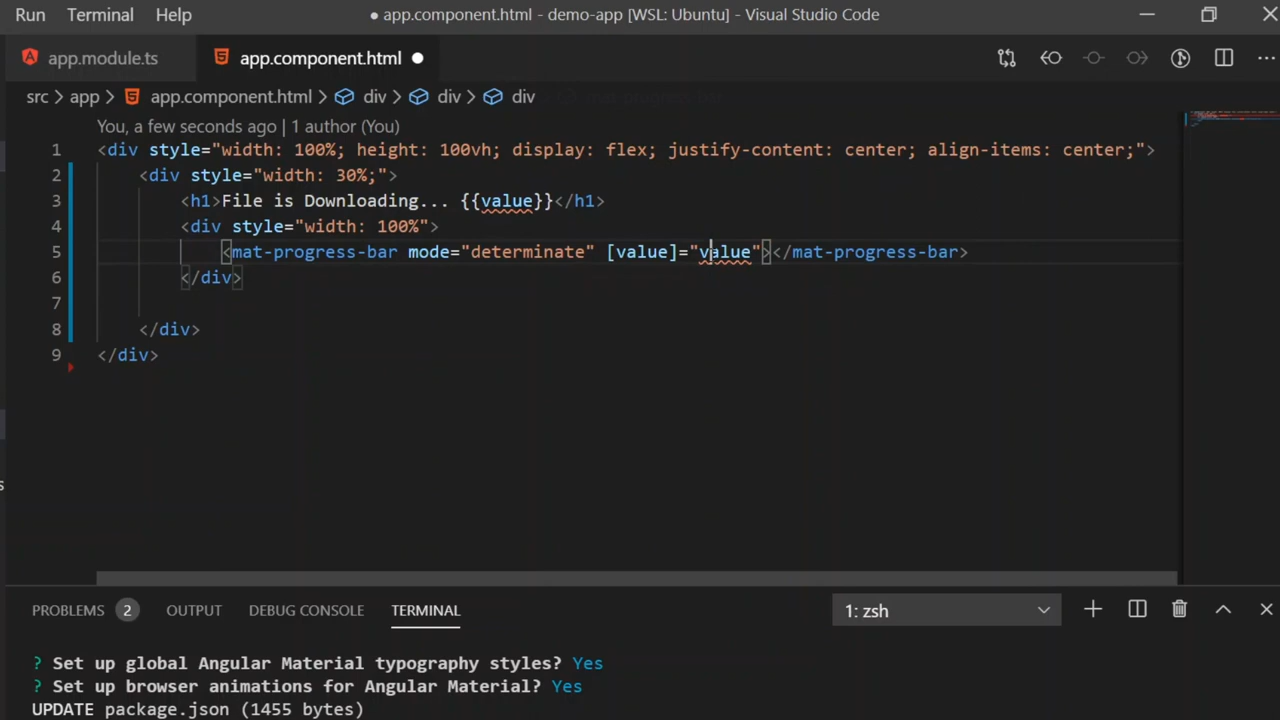 Run Terminal Help ● app.component.html - demo-app [WSL: Ubuntu] - Visual Studio Code
app.module.ts app.component.html ●
src > app > app.component.html > div > div > div
You, a few seconds ago | 1 author (You)
1 <div style="width: 100%; height: 100vh; display: flex; justify-content: center; align-items: center;">
2 <div style="width: 30%;">
3 <h1>File is Downloading... {{value}}</h1>
4 <div style="width: 100%">
5 <mat-progress-bar mode="determinate" [value]="value"></mat-progress-bar>
6 </div>
7
8 </div>
9 </div>
PROBLEMS 2 OUTPUT DEBUG CONSOLE TERMINAL 1: zsh
? Set up global Angular Material typography styles? Yes
? Set up browser animations for Angular Material? Yes
UPDATE package.json (1455 bytes)